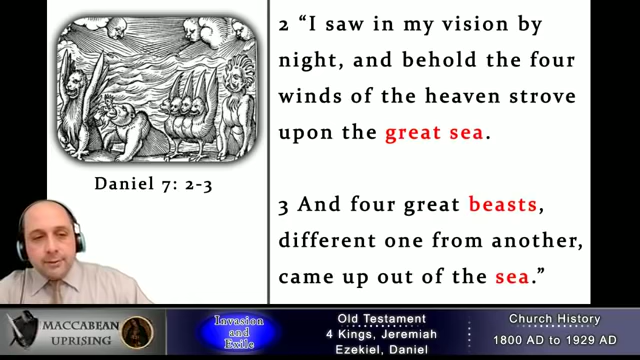 2 “I saw in my vision by
night, and behold the four
winds of the heaven strove
upon the great sea.
3 And four great beasts,
different one from another,
came up out of the sea.”
Daniel 7: 2-3
MACCABEAN
UPRISING
Invasion
and
Exile
Old Testament
4 Kings, Jeremiah
Ezekiel, Daniel
Church History
1800 AD to 1929 AD